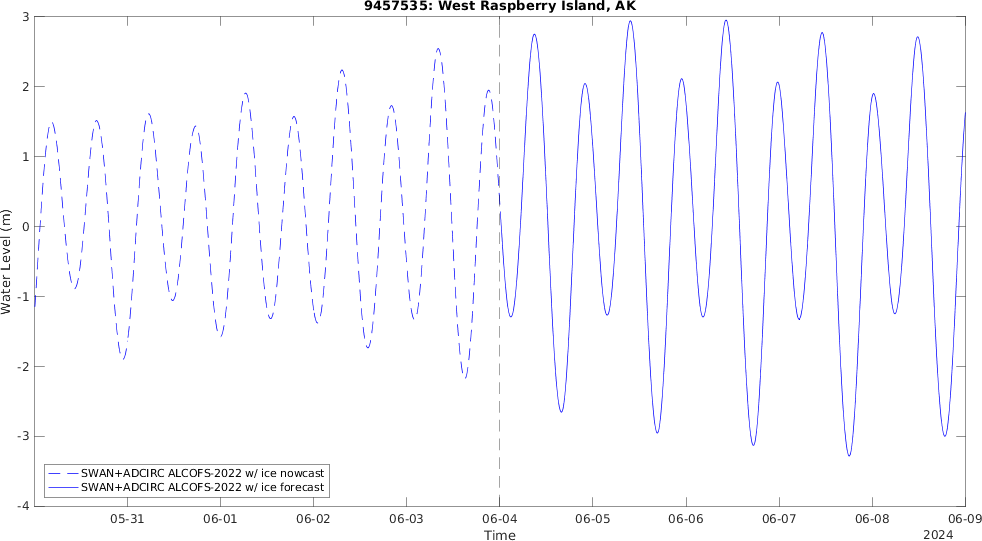 9457535: West Raspberry Island, AK
Water Level (m)
3
2
1
0
-1
-2
-3
-4
SWAN+ADCIRC ALCOFS-2022 w/ ice nowcast
SWAN+ADCIRC ALCOFS-2022 w/ ice forecast
05-31 06-01 06-02 06-03 06-04 06-05 06-06 06-07 06-08 06-09
Time
2024